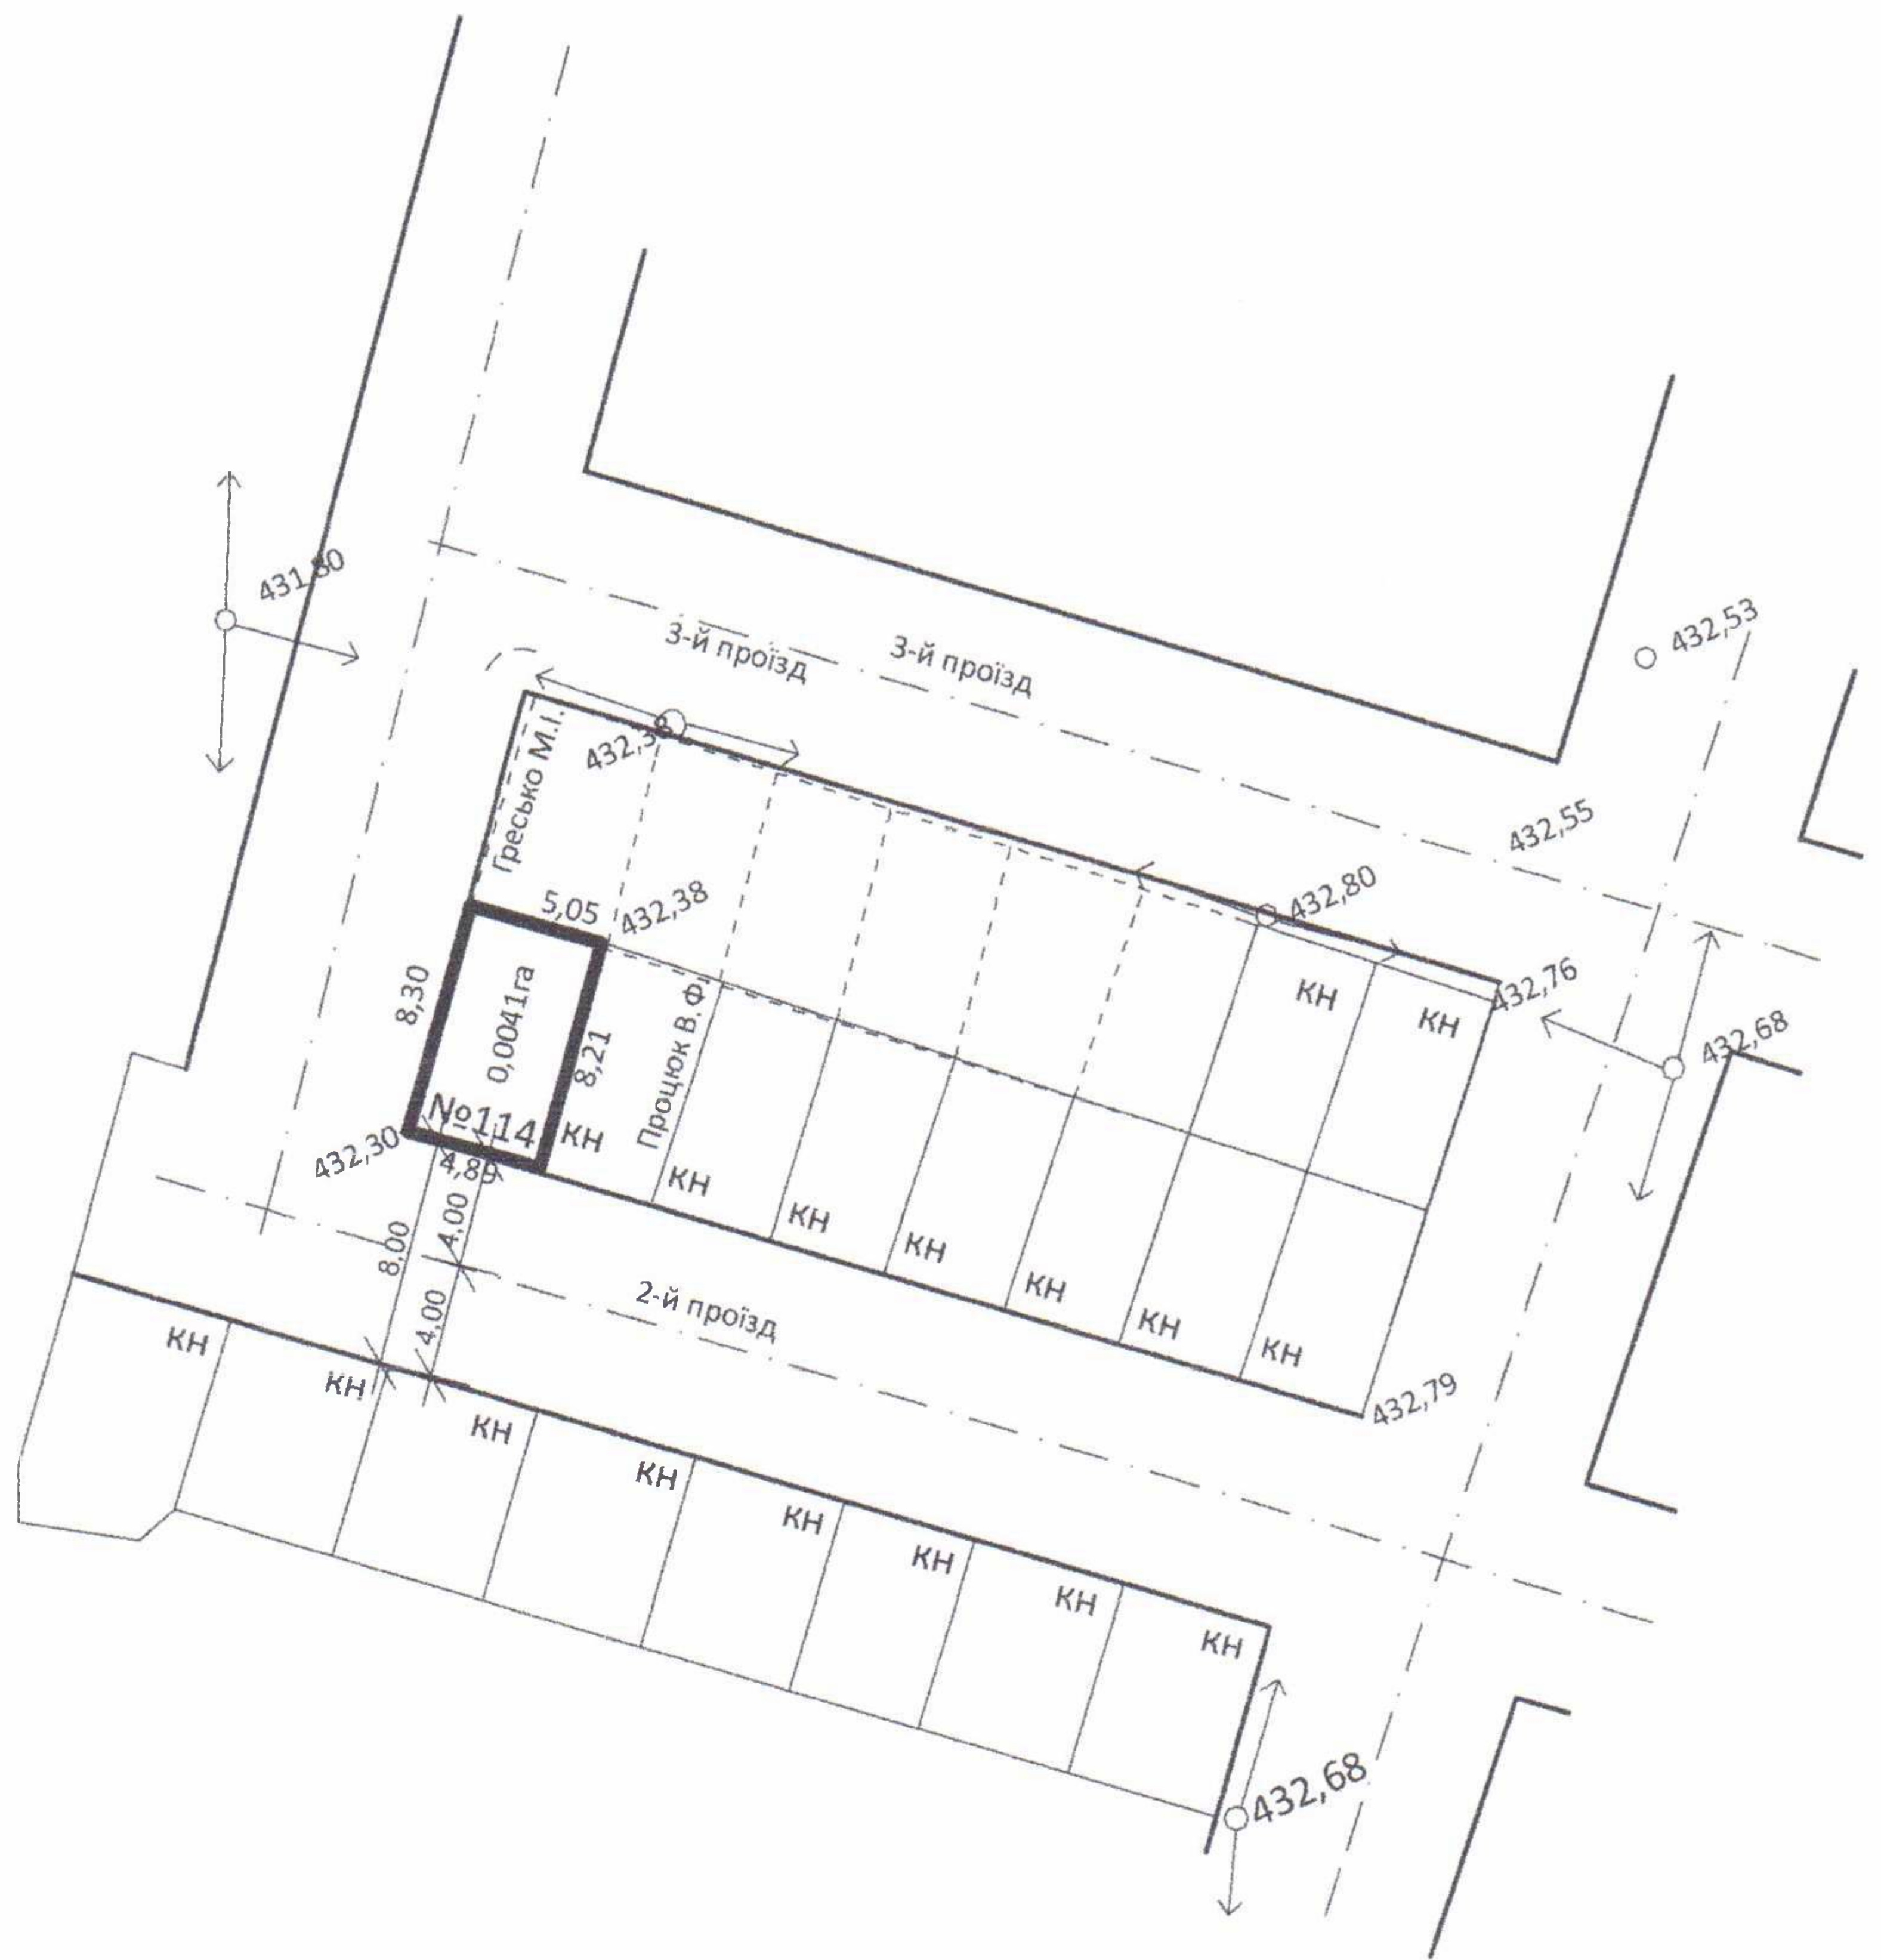 431,80
432,53
3-й проїзд
3-й проїзд
432,38
Гресько М.І.
432,55
432,80
5,05
432,38
КН
КН
432,76
432,68
8,30
0,0041га
8,21
Процюк В. Ф.
№114
КН
432,30
4,89
КН
КН
КН
КН
КН
КН
8,00
4,00
4,00
2-й проїзд
432,79
КН
КН
КН
КН
КН
КН
КН
КН
432,68